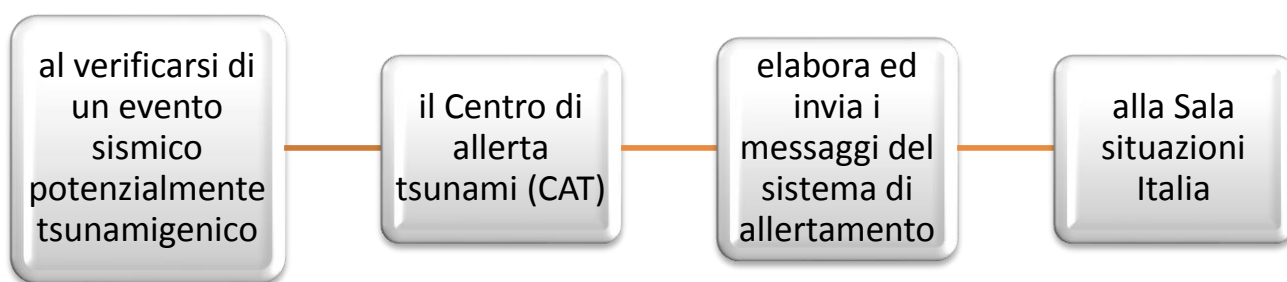 al verificarsi di
un evento
sismico
potenzialmente
tsunamigenico
il Centro di
allerta
tsunami (CAT)
elabora ed
invia i
messaggi del
sistema di
allertamento
alla Sala
situazioni
Italia